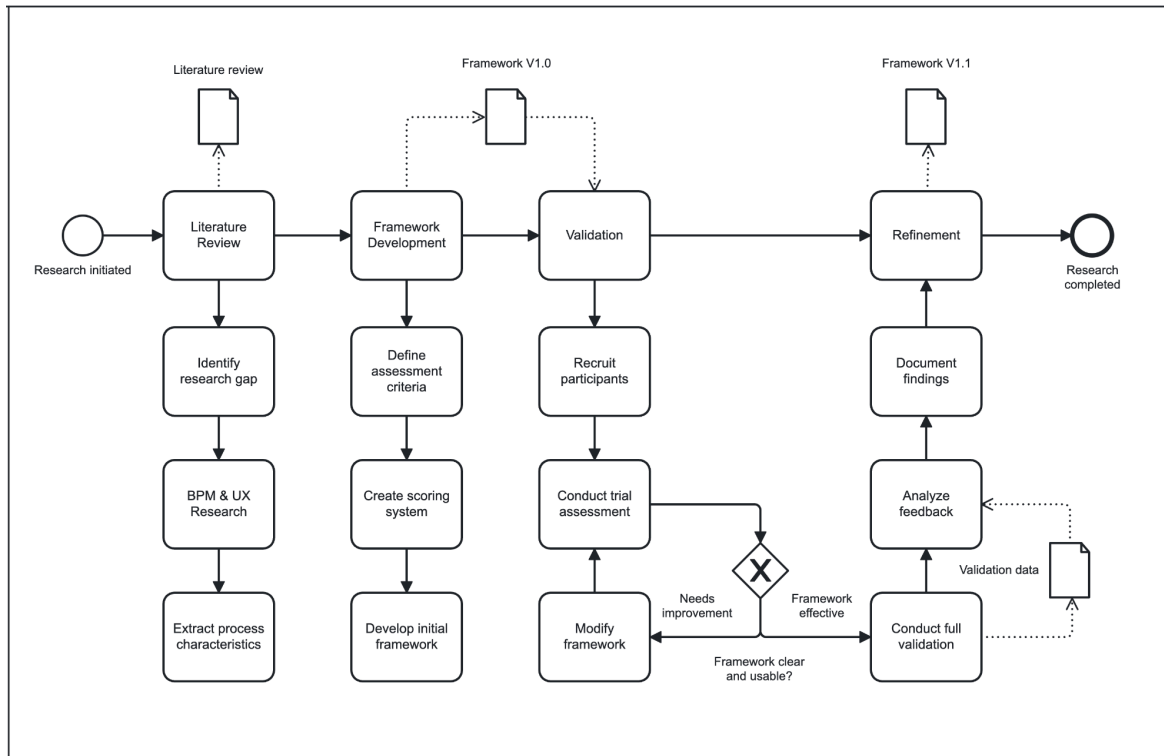 Literature review
Framework V1.0
Framework V1.1
Literature
Review
Framework
Development
Validation
Refinement
Research initiated
Research
completed
Identify
research gap
Define
assessment
criteria
Recruit
participants
Document
findings
BPM & UX
Research
Create scoring
system
Conduct trial
assessment
Analyze
feedback
X
Validation data
Needs
improvement
Framework
effective
Extract process
characteristics
Develop initial
framework
Modify
framework
Conduct full
validation
Framework clear
and usable?